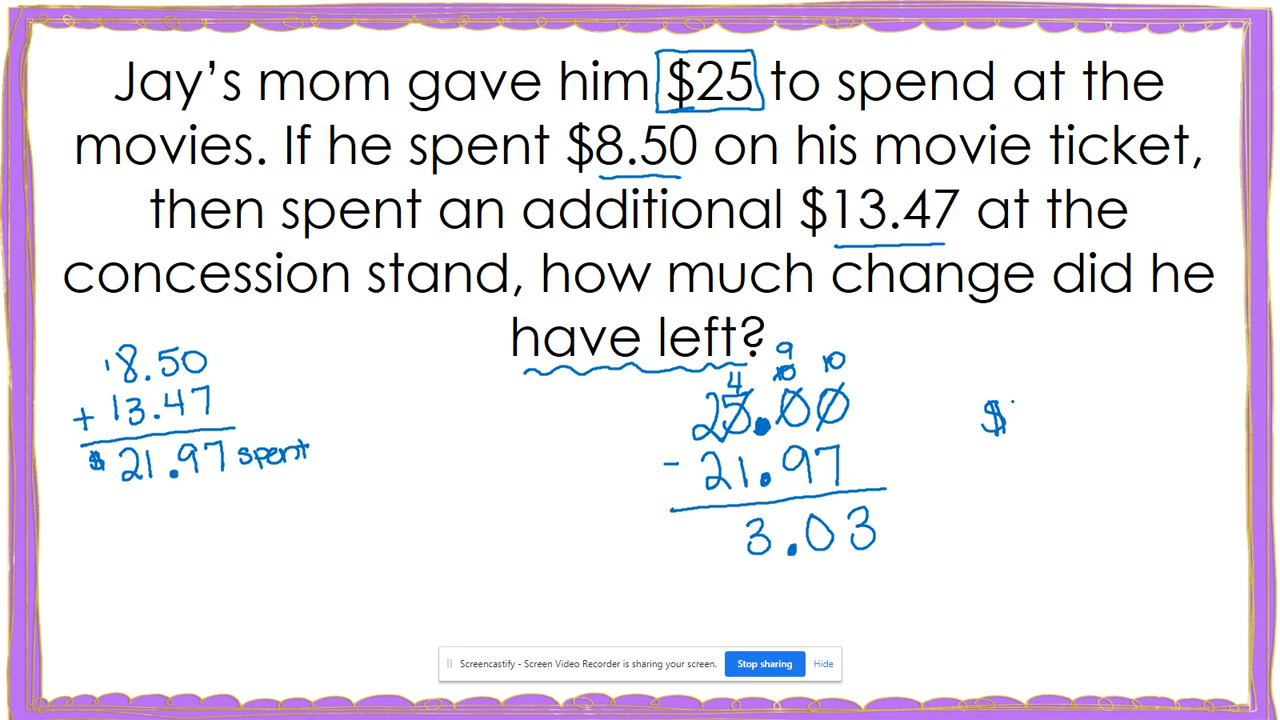 Jay's mom gave him $25 to spend at the
movies. If he spent $8.50 on his movie ticket,
then spent an additional $13.47 at the
concession stand, how much change did he
have left?
1
8.50
+ 13.47
$ 21.97 spent
9
4 10 10
25.00
- 21.97
3.03
$
Screencastify - Screen Video Recorder is sharing your screen. Stop sharing Hide